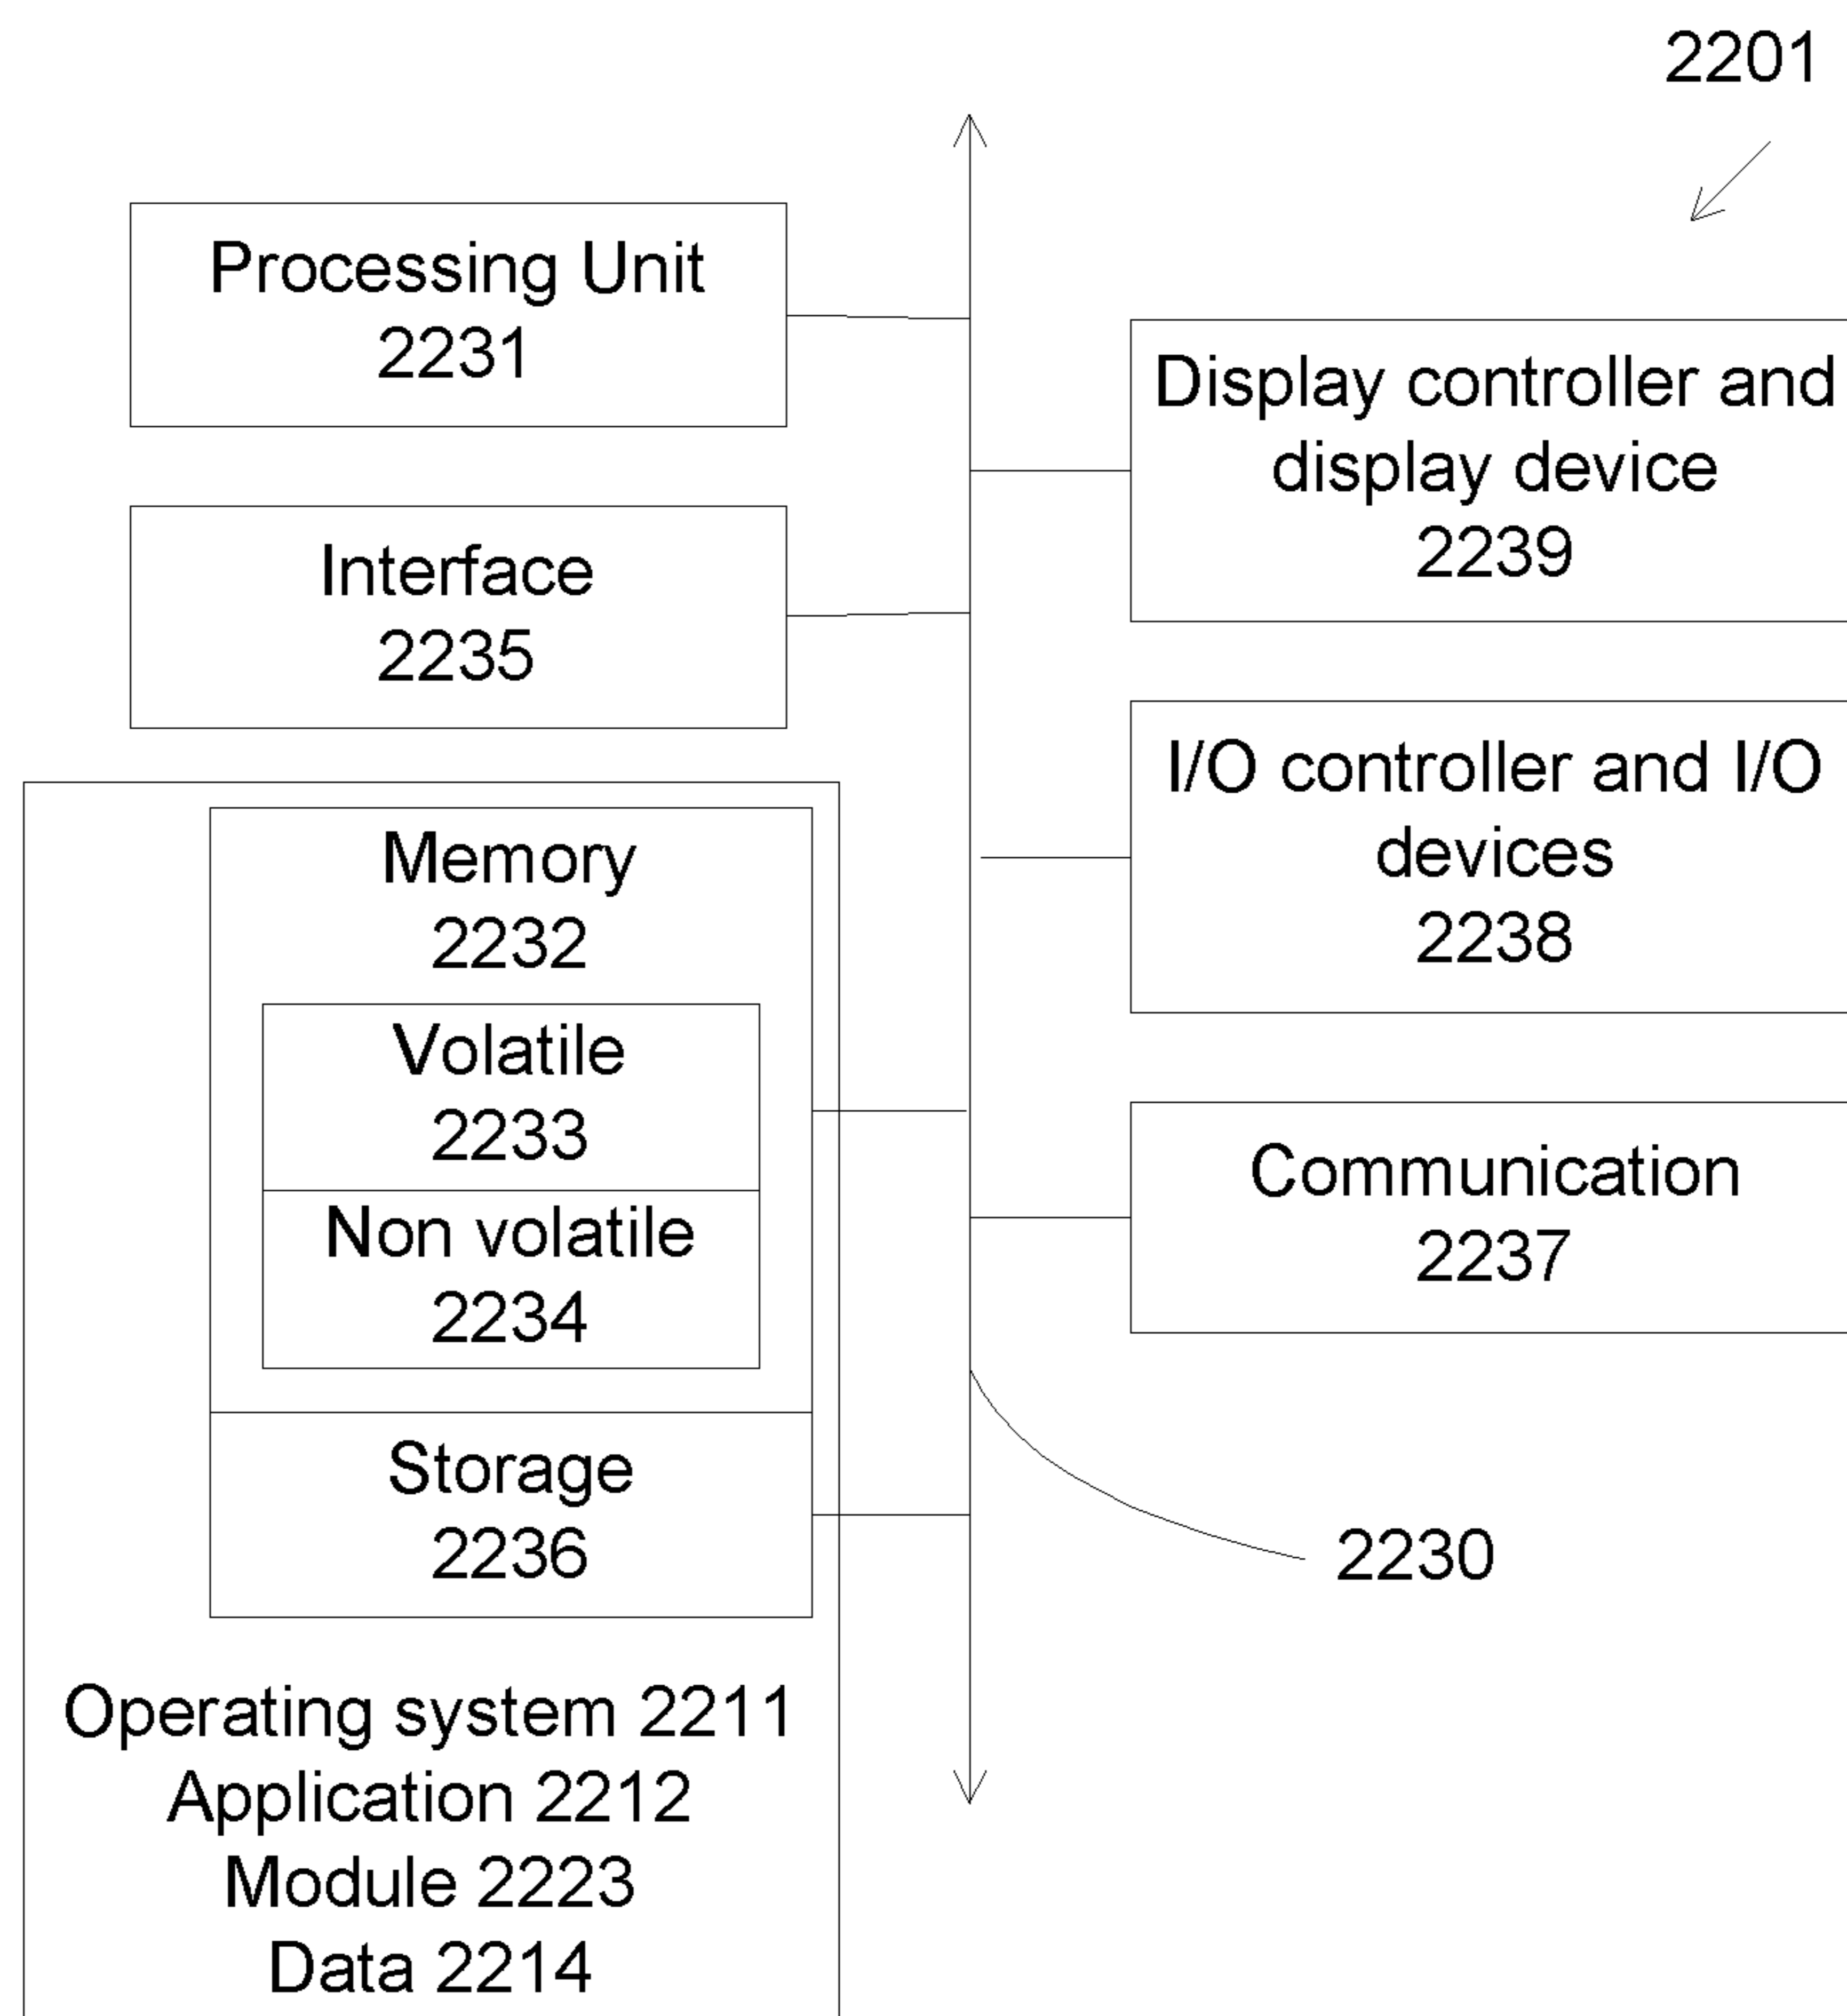 2201
Processing Unit
2231
Display controller and
display device
2239
Interface
2235
I/O controller and I/O
devices
2238
Memory
2232
Volatile
2233
Non volatile
2234
Communication
2237
Storage
2236
2230
Operating system 2211
Application 2212
Module 2223
Data 2214